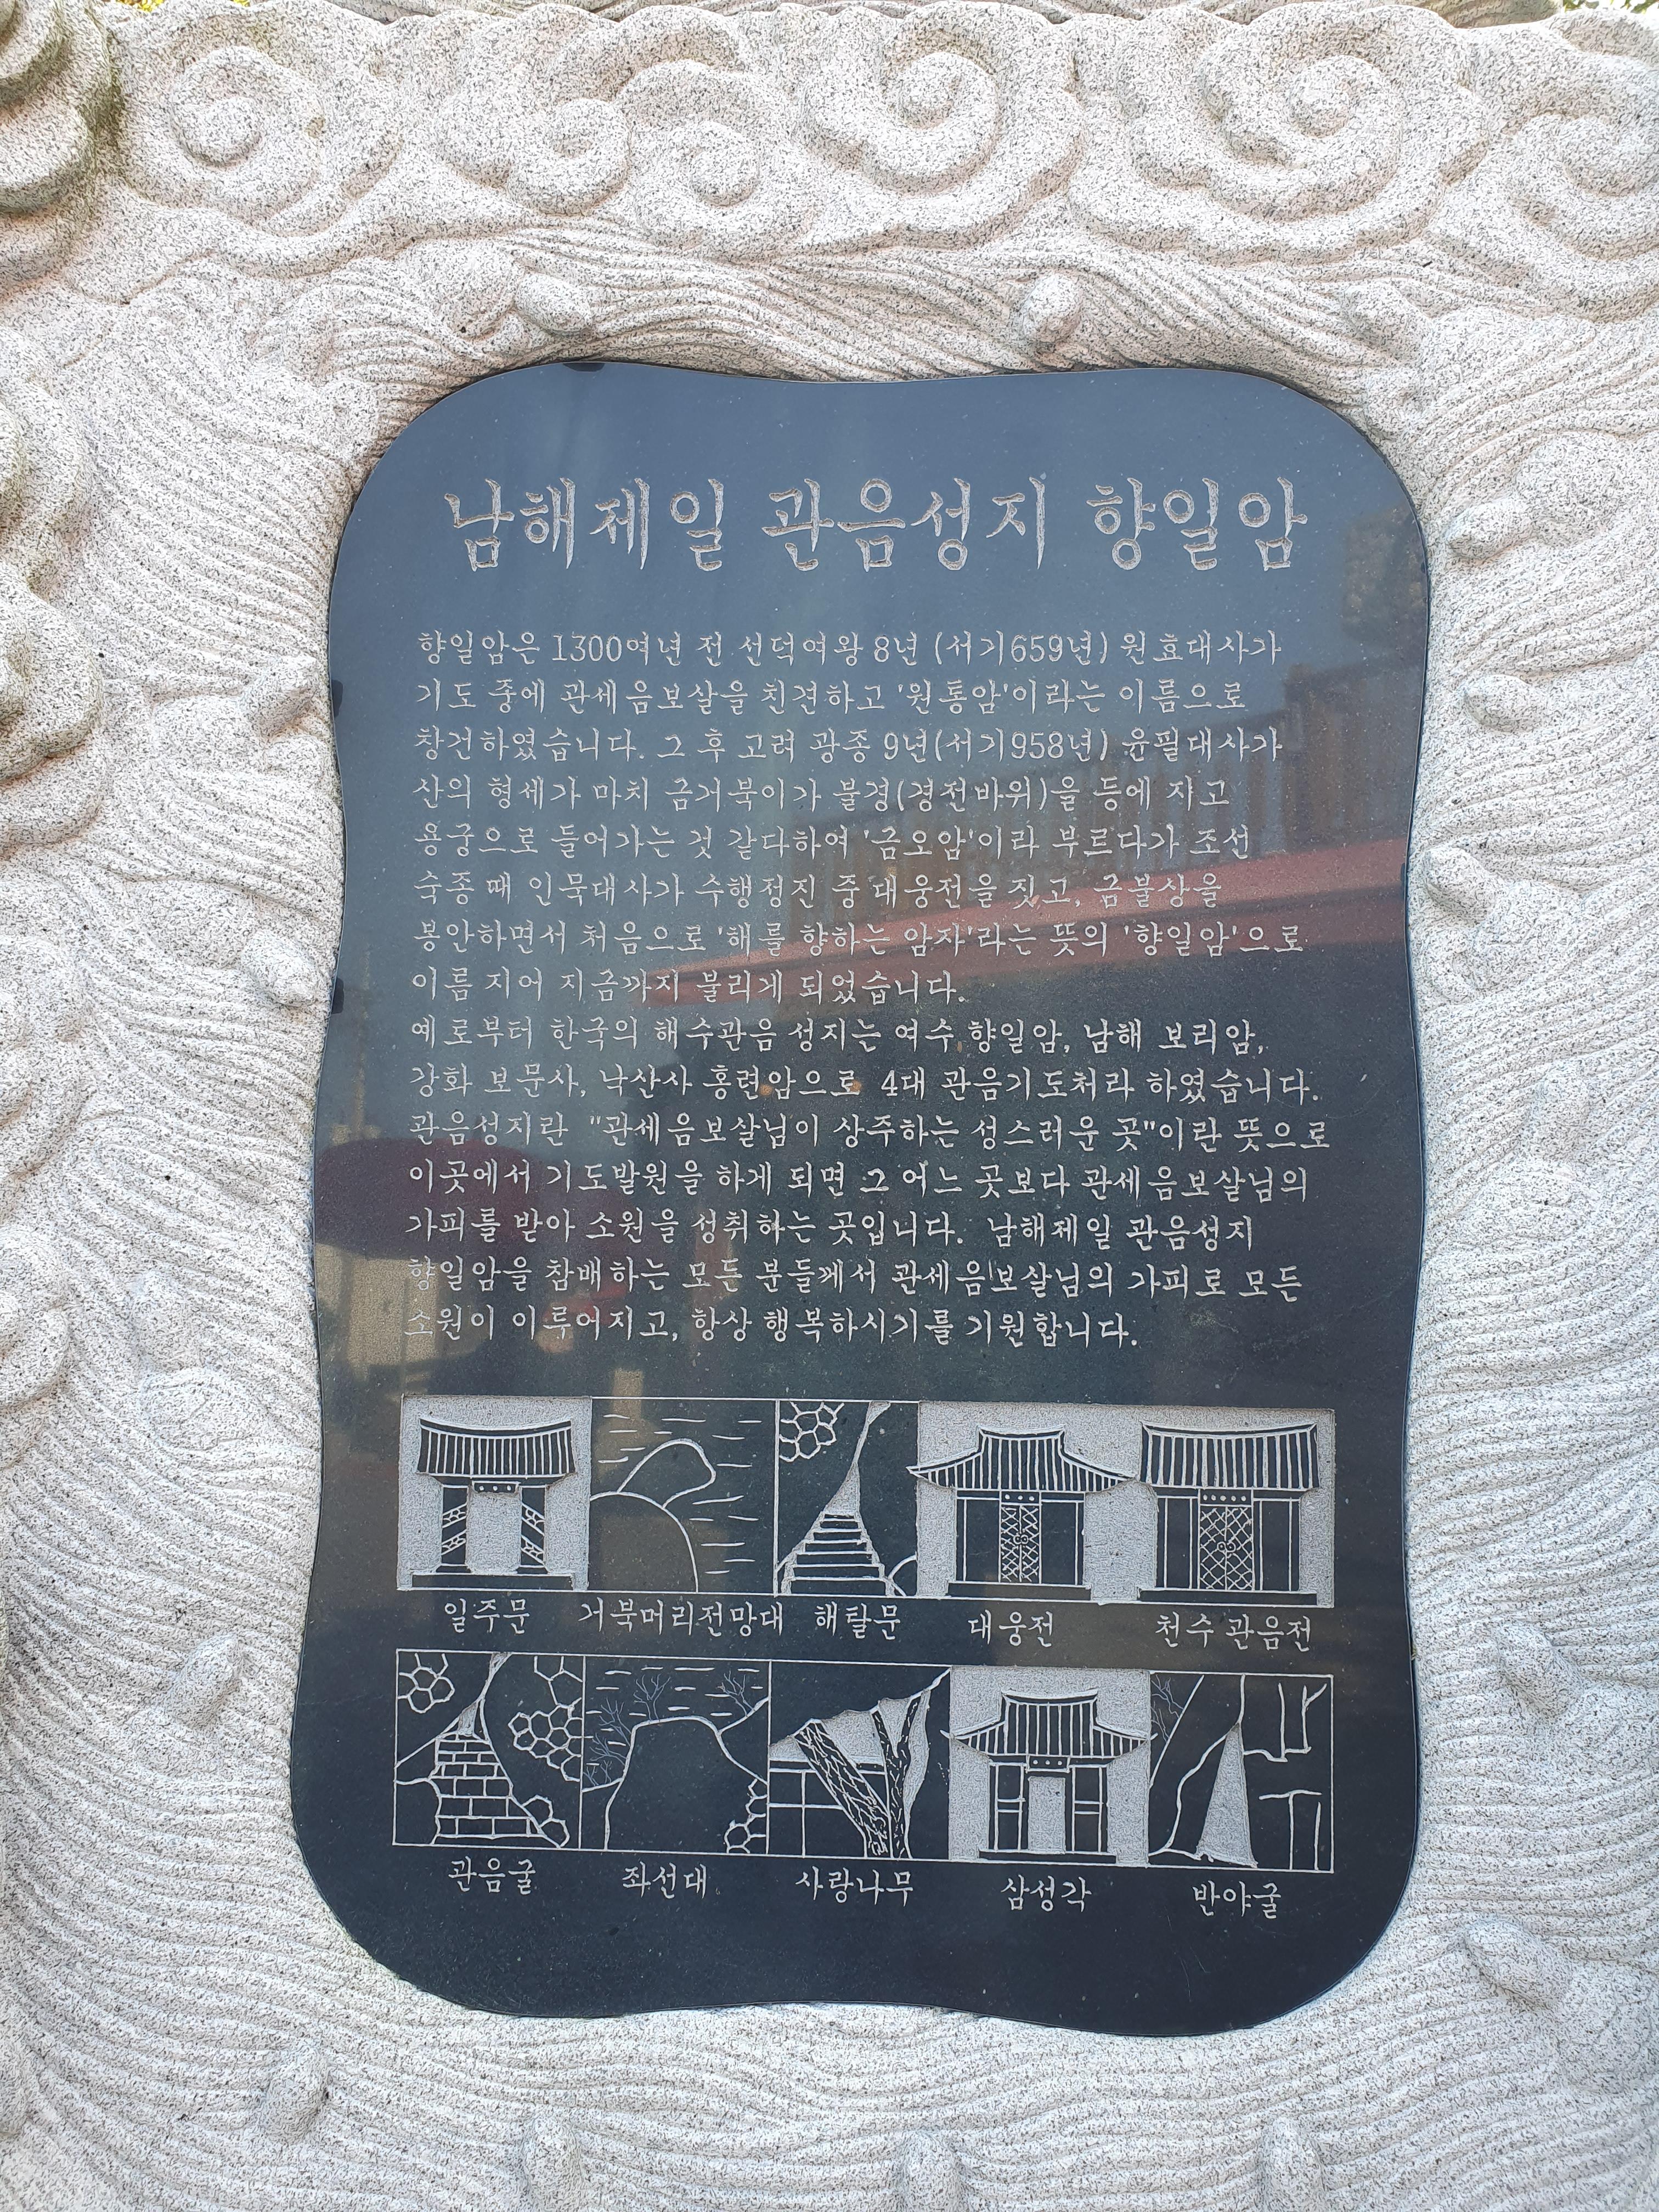 남해제일 관음성지 향일암
향일암은 1300여년 전 선덕여왕 8년 (서기659년) 원효대사가
기도 중에 관세음보살을 친견하고 '원통암'이라는 이름으로
창건하였습니다. 그 후 고려 광종 9년(서기958년) 윤필대사가
산의 형세가 마치 금거북이가 불경(경전바위)을 등에 지고
용궁으로 들어가는 것 같다하여 '금오암'이라 부르다가 조선
숙종 때 인묵대사가 수행정진 중 대웅전을 짓고, 금불상을
봉안하면서 처음으로 '해를 향하는 암자'라는 뜻의 '향일암'으로
이름 지어 지금까지 불리게 되었습니다.
예로부터 한국의 해수관음 성지는 여수 향일암, 남해 보리암,
강화 보문사, 낙산사 홍련암으로 4대 관음기도처라 하였습니다.
관음성지란 "관세음보살님이 상주하는 성스러운 곳"이란 뜻으로
이곳에서 기도발원을 하게 되면 그 어느 곳보다 관세음보살님의
가피를 받아 소원을 성취하는 곳입니다. 남해제일 관음성지
향일암을 참배하는 모든 분들께서 관세음보살님의 가피로 모든
소원이 이루어지고, 항상 행복하시기를 기원합니다.
일주문 거북머리전망대 해탈문 대웅전 천수관음전
관음굴 좌선대 사랑나무 삼성각 반야굴